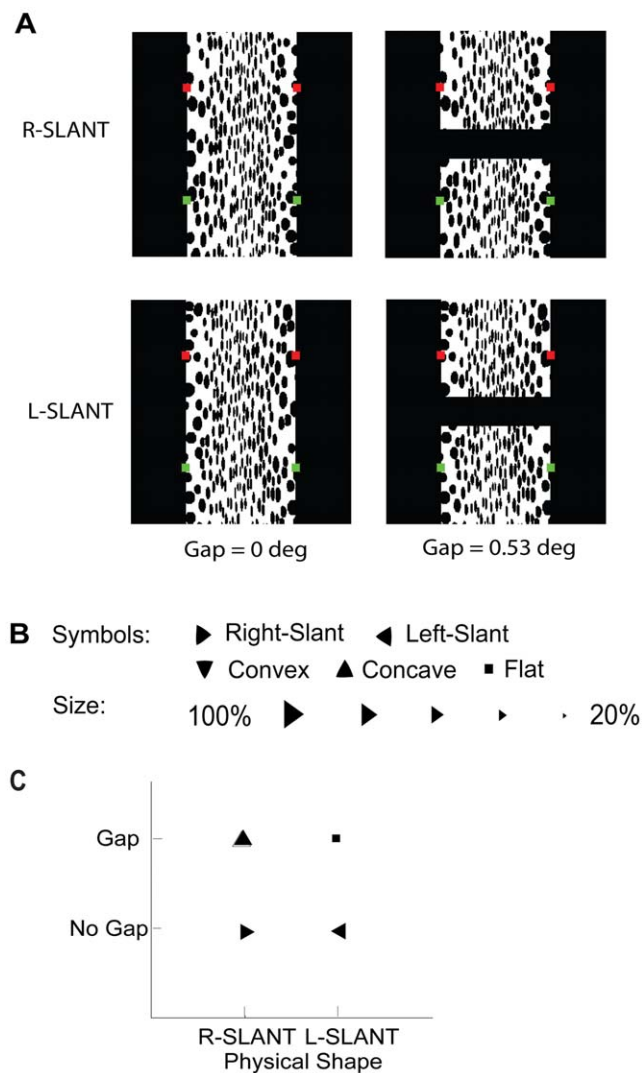 A
R-SLANT
L-SLANT
Gap = 0 deg Gap = 0.53 deg
B Symbols: Right-Slant Left-Slant
Convex Concave Flat
Size: 100% 20%
C
Gap
No Gap
R-SLANT L-SLANT
Physical Shape